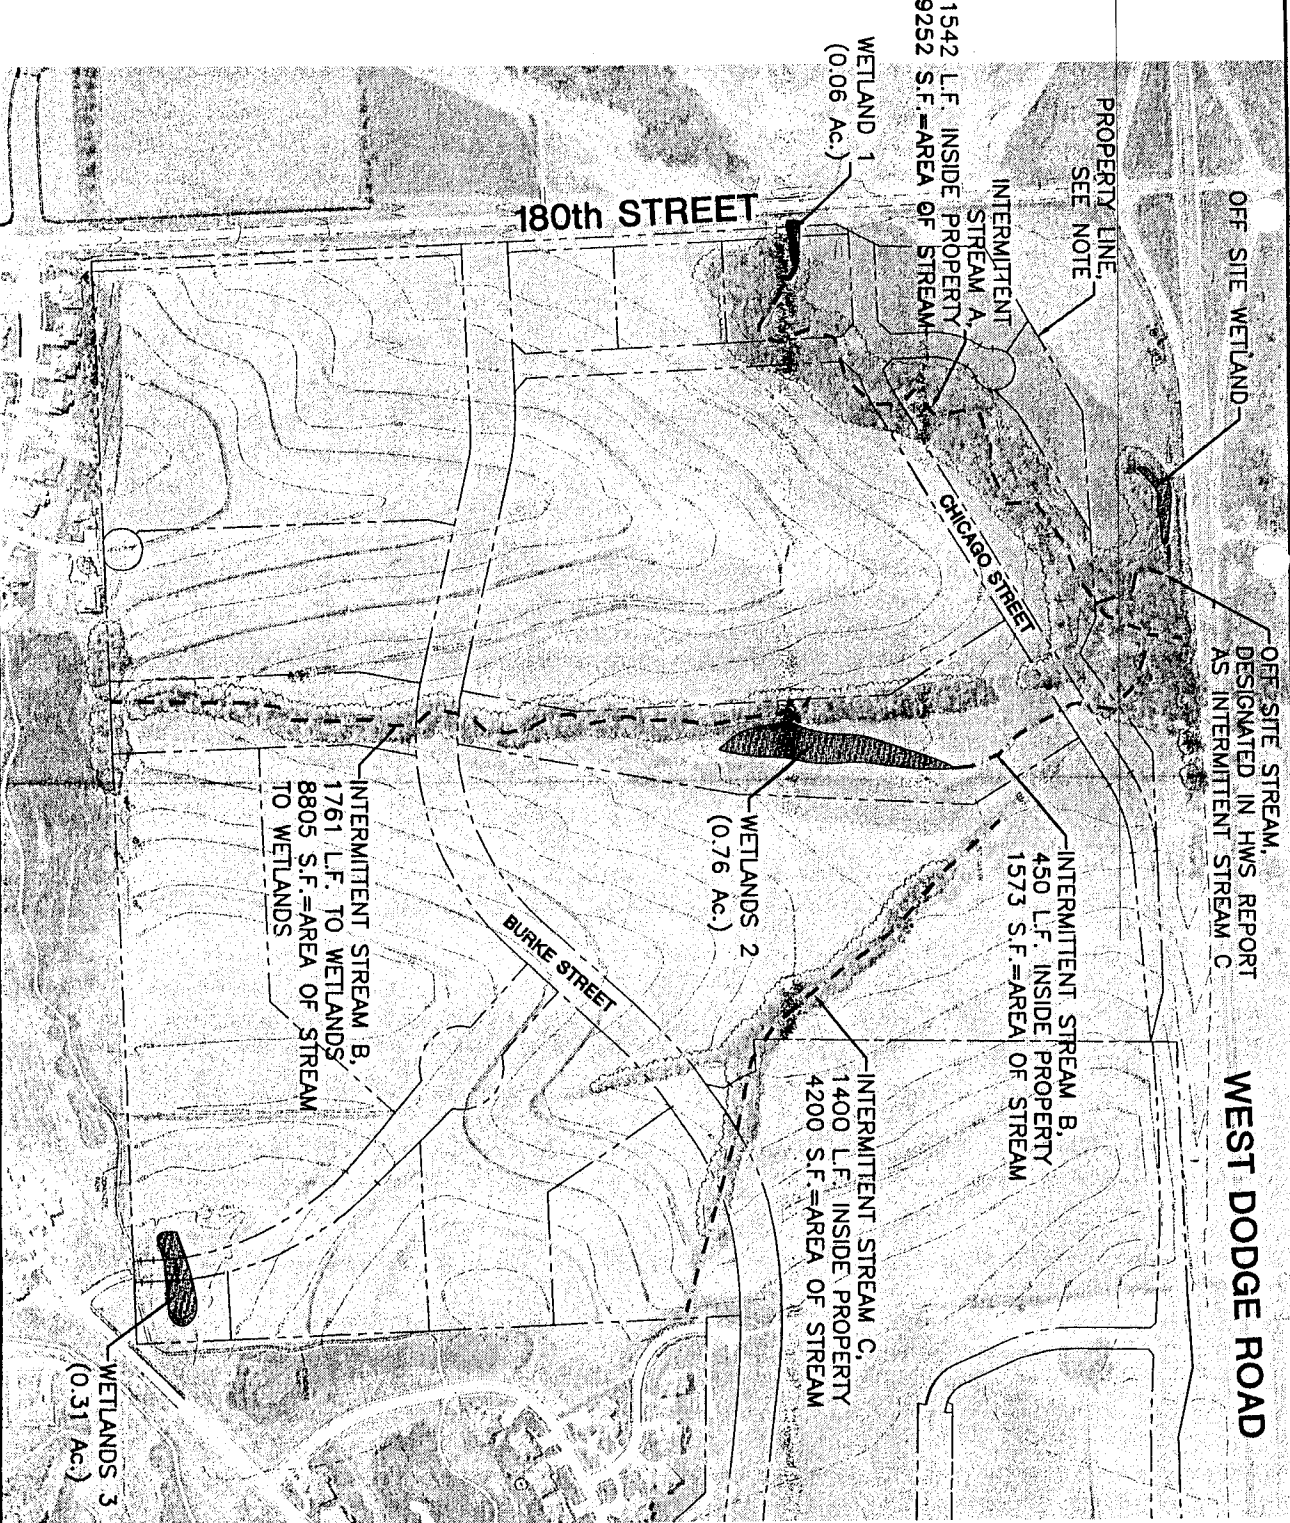 OFF SITE WETLAND
PROPERTY LINE,
SEE NOTE
INTERMITTENT
STREAM A,
1542 L.F. INSIDE PROPERTY
9252 S.F.=AREA OF STREAM
WETLAND 1
(0.06 Ac.)
180th STREET
OFF SITE STREAM,
DESIGNATED IN HWS REPORT
AS INTERMITTENT STREAM C
CHICAGO STREET
INTERMITTENT STREAM B,
450 L.F. INSIDE PROPERTY
1573 S.F.=AREA OF STREAM
WETLANDS 2
(0.76 Ac.)
INTERMITTENT STREAM B,
1761 L.F. TO WETLANDS
8805 S.F.=AREA OF STREAM
TO WETLANDS
BURKE STREET
WEST DODGE ROAD
INTERMITTENT STREAM C,
1400 L.F. INSIDE PROPERTY
4200 S.F.=AREA OF STREAM
WETLANDS 3
(0.31 Ac.)